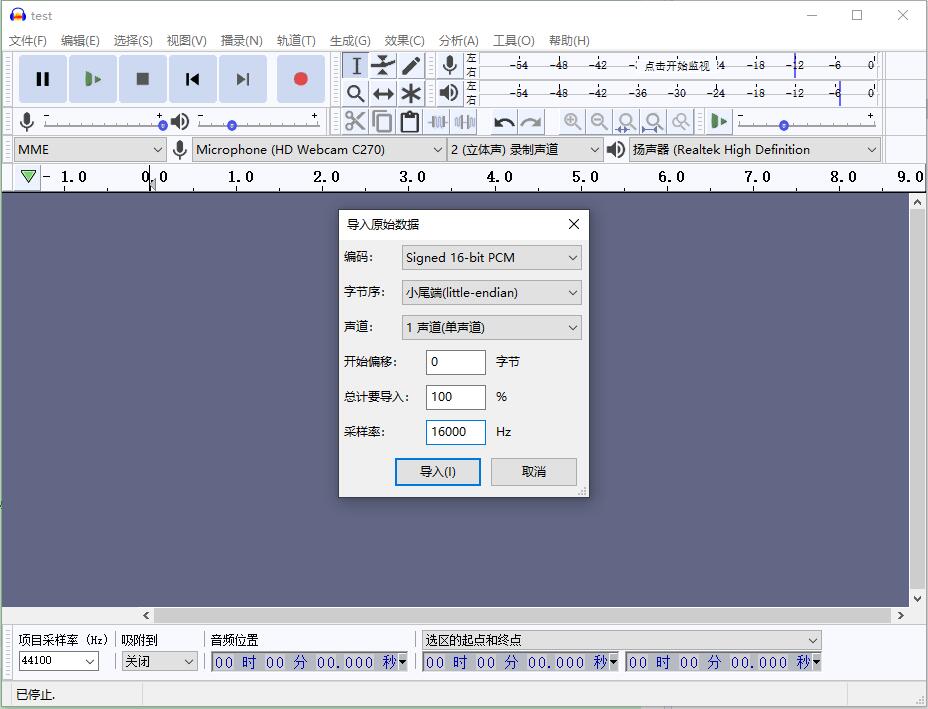 test
文件(F) 编辑(E) 选择(S) 视图(V) 播录(N) 轨道(T) 生成(G) 效果(C) 分析(A) 工具(O) 帮助(H)
左 右 -54 -48 -42 - 点击开始监视 4 -18 -12 -6 0
左 右 -54 -48 -42 -36 -30 -24 -18 -12 -6 0
- + - + - +
MME Microphone (HD Webcam C270) 2 (立体声) 录制声道 扬声器 (Realtek High Definition
- 1.0 0.0 1.0 2.0 3.0 4.0 5.0 6.0 7.0 8.0 9.0
导入原始数据
编码: Signed 16-bit PCM
字节序: 小尾端(little-endian)
声道: 1 声道(单声道)
开始偏移: 0 字节
总计要导入: 100 %
采样率: 16000 Hz
导入(I) 取消
项目采样率 (Hz) 吸附到 音频位置 选区的起点和终点
44100 关闭 00 时 00 分 00.000 秒 00 时 00 分 00.000 秒 00 时 00 分 00.000 秒
已停止.